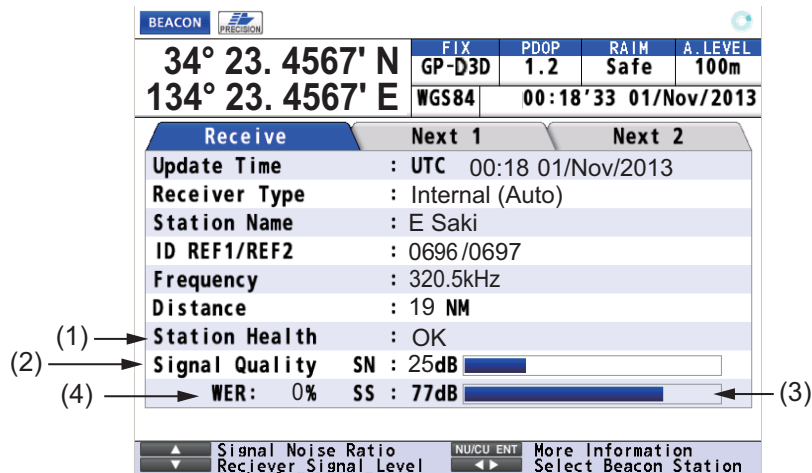 BEACON PRECISION
FIX PDOP RAIM A.LEVEL
34° 23. 4567' N GP-D3D 1.2 Safe 100m
134° 23. 4567' E WGS84 00:18'33 01/Nov/2013
Receive Next 1 Next 2
Update Time : UTC 00:18 01/Nov/2013
Receiver Type : Internal (Auto)
Station Name : E Saki
ID REF1/REF2 : 0696/0697
Frequency : 320.5kHz
Distance : 19 NM
(1) Station Health : OK
(2) Signal Quality SN : 25dB
(4) WER: 0% SS : 77dB (3)
Signal Noise Ratio NU/CU ENT More Information
Reciever Signal Level Select Beacon Station